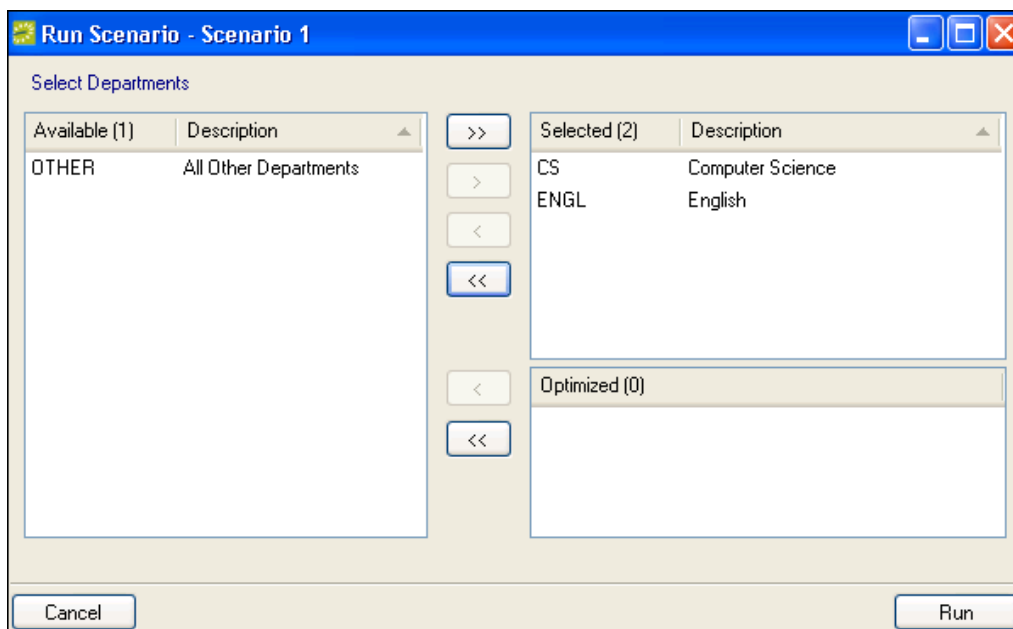 Run Scenario - Scenario 1
Select Departments
Available (1) Description
OTHER All Other Departments
>>
>
<
<<
Selected (2) Description
CS Computer Science
ENGL English
<
<<
Optimized (0)
Cancel Run